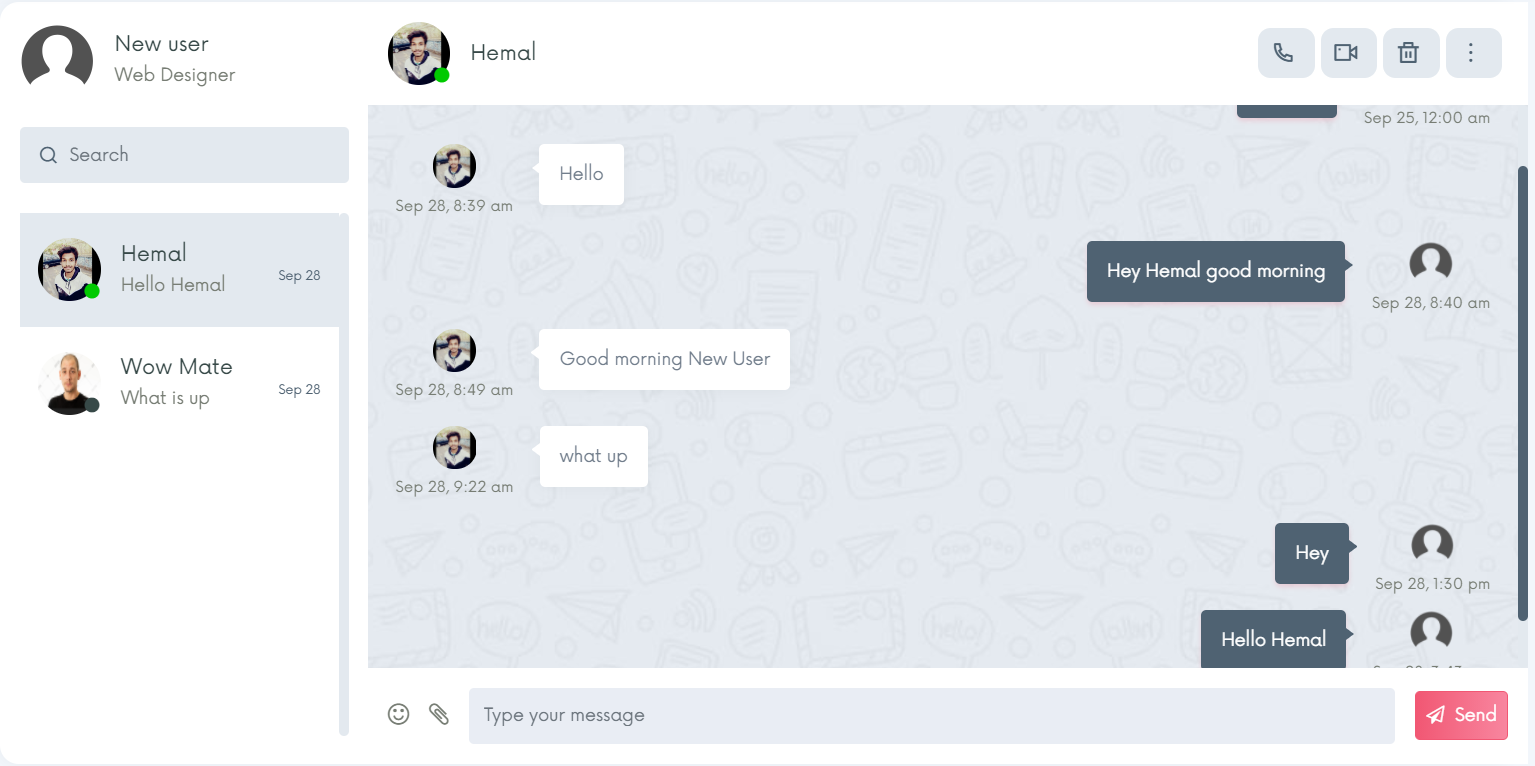 New user
Web Designer
Search
Hemal
Hello Hemal
Sep 28
Wow Mate
What is up
Sep 28
Hemal
Sep 25, 12:00 am
Hello
Sep 28, 8:39 am
Hey Hemal good morning
Sep 28, 8:40 am
Good morning New User
Sep 28, 8:49 am
what up
Sep 28, 9:22 am
Hey
Sep 28, 1:30 pm
Hello Hemal
hello!
hello!
Type your message
Send